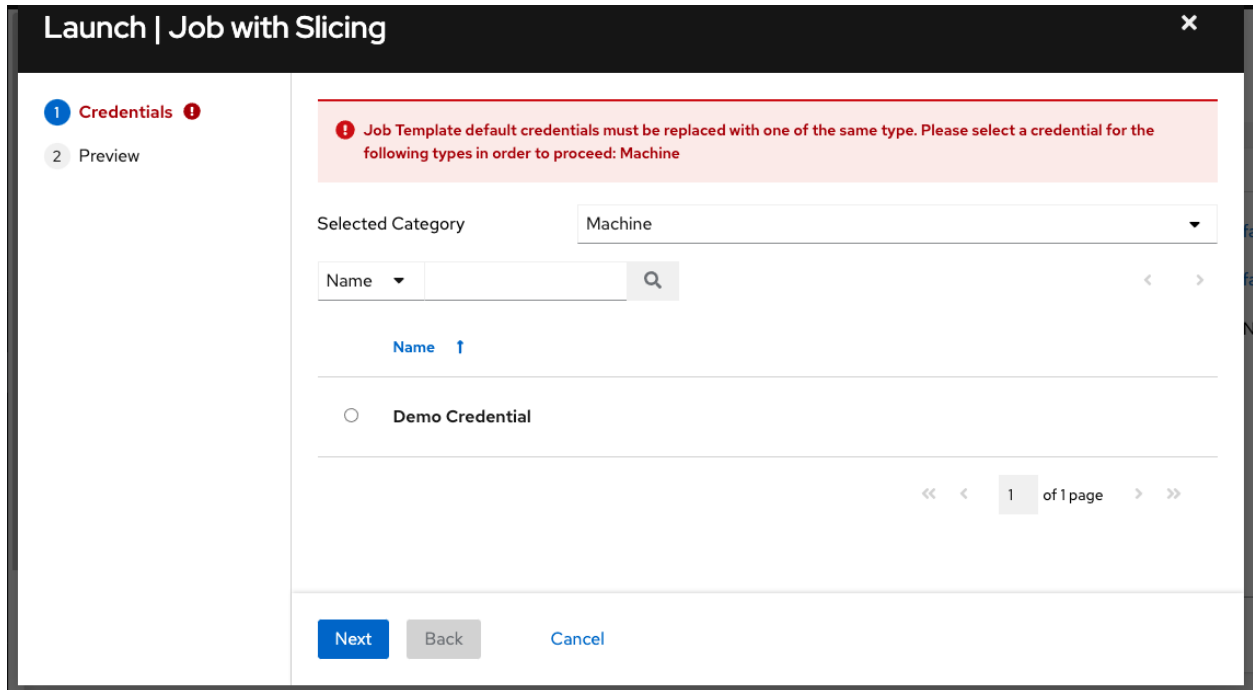 Launch | Job with Slicing
1 Credentials
2 Preview
Job Template default credentials must be replaced with one of the same type. Please select a credential for the
following types in order to proceed: Machine
Selected Category
Machine
Name
Name
Demo Credential
1 of 1 page
Next Back Cancel